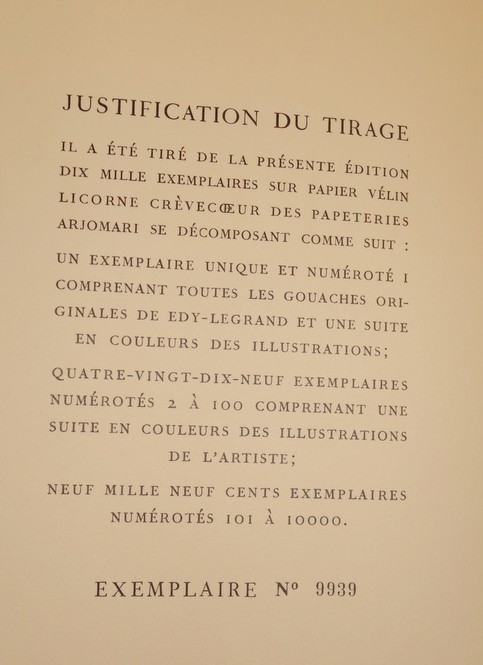 JUSTIFICATION DU TIRAGE
IL A ÉTÉ TIRÉ DE LA PRÉSENTE ÉDITION
DIX MILLE EXEMPLAIRES SUR PAPIER VÉLIN
LICORNE CRÈVECŒUR DES PAPETERIES
ARJOMARI SE DÉCOMPOSANT COMME SUIT :
UN EXEMPLAIRE UNIQUE ET NUMÉROTÉ I
COMPRENANT TOUTES LES GOUACHES ORI-
GINALES DE EDY-LEGRAND ET UNE SUITE
EN COULEURS DES ILLUSTRATIONS;
QUATRE-VINGT-DIX-NEUF EXEMPLAIRES
NUMÉROTÉS 2 À 100 COMPRENANT UNE
SUITE EN COULEURS DES ILLUSTRATIONS
DE L'ARTISTE;
NEUF MILLE NEUF CENTS EXEMPLAIRES
NUMÉROTÉS 101 À 10000.
EXEMPLAIRE Nº 9939